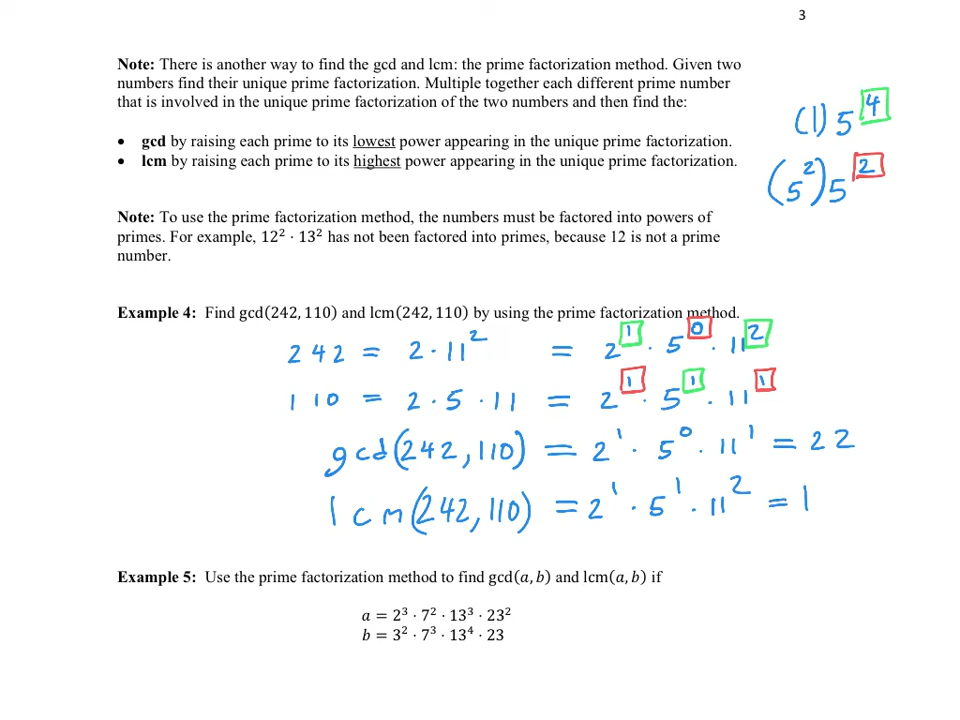 3
Note: There is another way to find the gcd and lcm: the prime factorization method. Given two
numbers find their unique prime factorization. Multiple together each different prime number
that is involved in the unique prime factorization of the two numbers and then find the:
(1) 5^4
• gcd by raising each prime to its lowest power appearing in the unique prime factorization.
• lcm by raising each prime to its highest power appearing in the unique prime factorization.
(5^2) 5^2
Note: To use the prime factorization method, the numbers must be factored into powers of
primes. For example, 12² · 13² has not been factored into primes, because 12 is not a prime
number.
Example 4: Find gcd(242, 110) and lcm(242, 110) by using the prime factorization method.
242 = 2 · 11^2 = 2^1 · 5^0 · 11^2
110 = 2 · 5 · 11 = 2^1 · 5^1 · 11^1
gcd(242, 110) = 2^1 · 5^0 · 11^1 = 22
lcm(242, 110) = 2^1 · 5^1 · 11^2 = 1
Example 5: Use the prime factorization method to find gcd(a, b) and lcm(a, b) if
a = 2³ · 7² · 13³ · 23²
b = 3² · 7³ · 13⁴ · 23